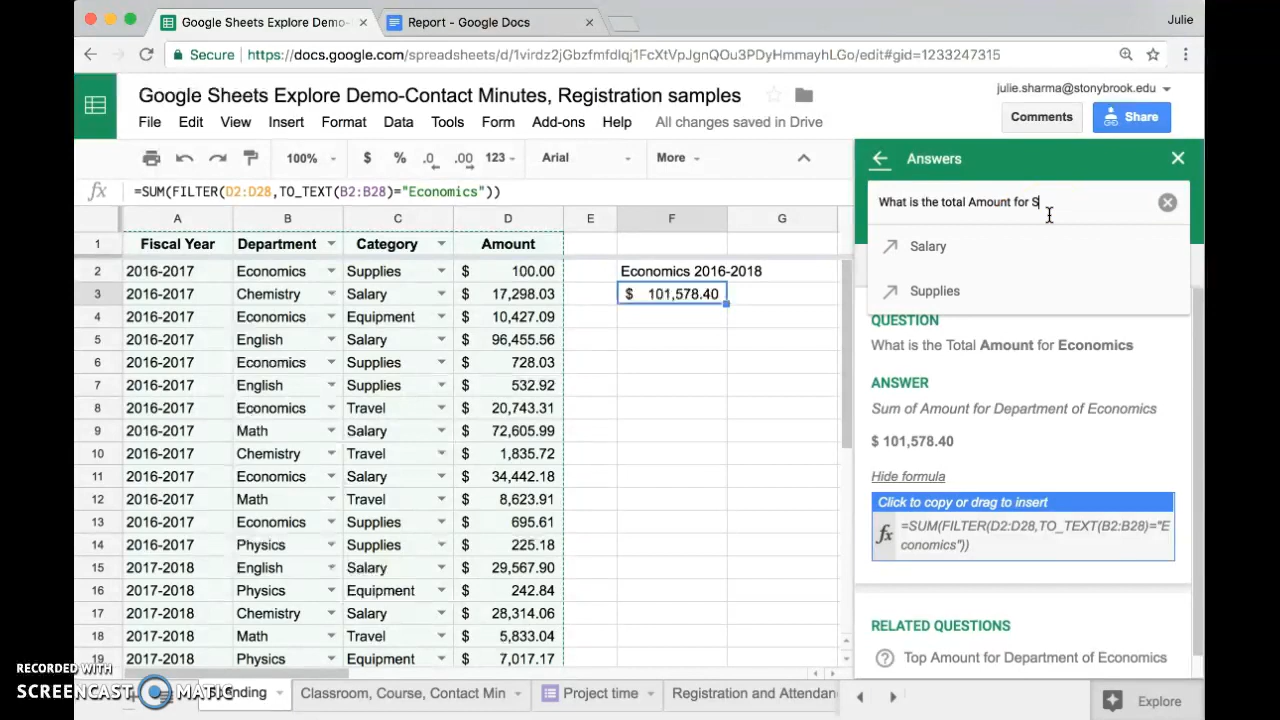 Google Sheets Explore Demo-
Report - Google Docs
Julie
Secure
https://docs.google.com/spreadsheets/d/1virdz2jGbzfmfdIqj1FcXtVpJgnQOu3PDyHmmayhLGo/edit#gid=1233247315
Google Sheets Explore Demo-Contact Minutes, Registration samples
julie.sharma@stonybrook.edu
File Edit View Insert Format Data Tools Form Add-ons Help All changes saved in Drive
Comments
Share
100% $ % .0 .00 123 Arial More
fx =SUM(FILTER(D2:D28,TO_TEXT(B2:B28)="Economics"))
A B C D E F G
1 Fiscal Year Department Category Amount
2 2016-2017 Economics Supplies $ 100.00 Economics 2016-2018
3 2016-2017 Chemistry Salary $ 17,298.03 $ 101,578.40
4 2016-2017 Economics Equipment $ 10,427.09
5 2016-2017 English Salary $ 96,455.56
6 2016-2017 Economics Supplies $ 728.03
7 2016-2017 English Supplies $ 532.92
8 2016-2017 Economics Travel $ 20,743.31
9 2016-2017 Math Salary $ 72,605.99
10 2016-2017 Chemistry Travel $ 1,835.72
11 2016-2017 Economics Salary $ 34,442.18
12 2016-2017 Math Travel $ 8,623.91
13 2016-2017 Economics Supplies $ 695.61
14 2016-2017 Physics Supplies $ 225.18
15 2017-2018 English Salary $ 29,567.90
16 2017-2018 Physics Equipment $ 242.84
17 2017-2018 Chemistry Salary $ 28,314.06
18 2017-2018 Math Travel $ 5,833.04
19 2017-2018 Physics Equipment $ 7,017.17
Answers
What is the total Amount for S
Salary
Supplies
QUESTION
What is the Total Amount for Economics
ANSWER
Sum of Amount for Department of Economics
$ 101,578.40
Hide formula
Click to copy or drag to insert
fx =SUM(FILTER(D2:D28,TO_TEXT(B2:B28)="E
conomics"))
RELATED QUESTIONS
Top Amount for Department of Economics
Classroom, Course, Contact Min
Project time
Registration and Attendan
Explore
RECORDED WITH
SCREENCAST MATIC